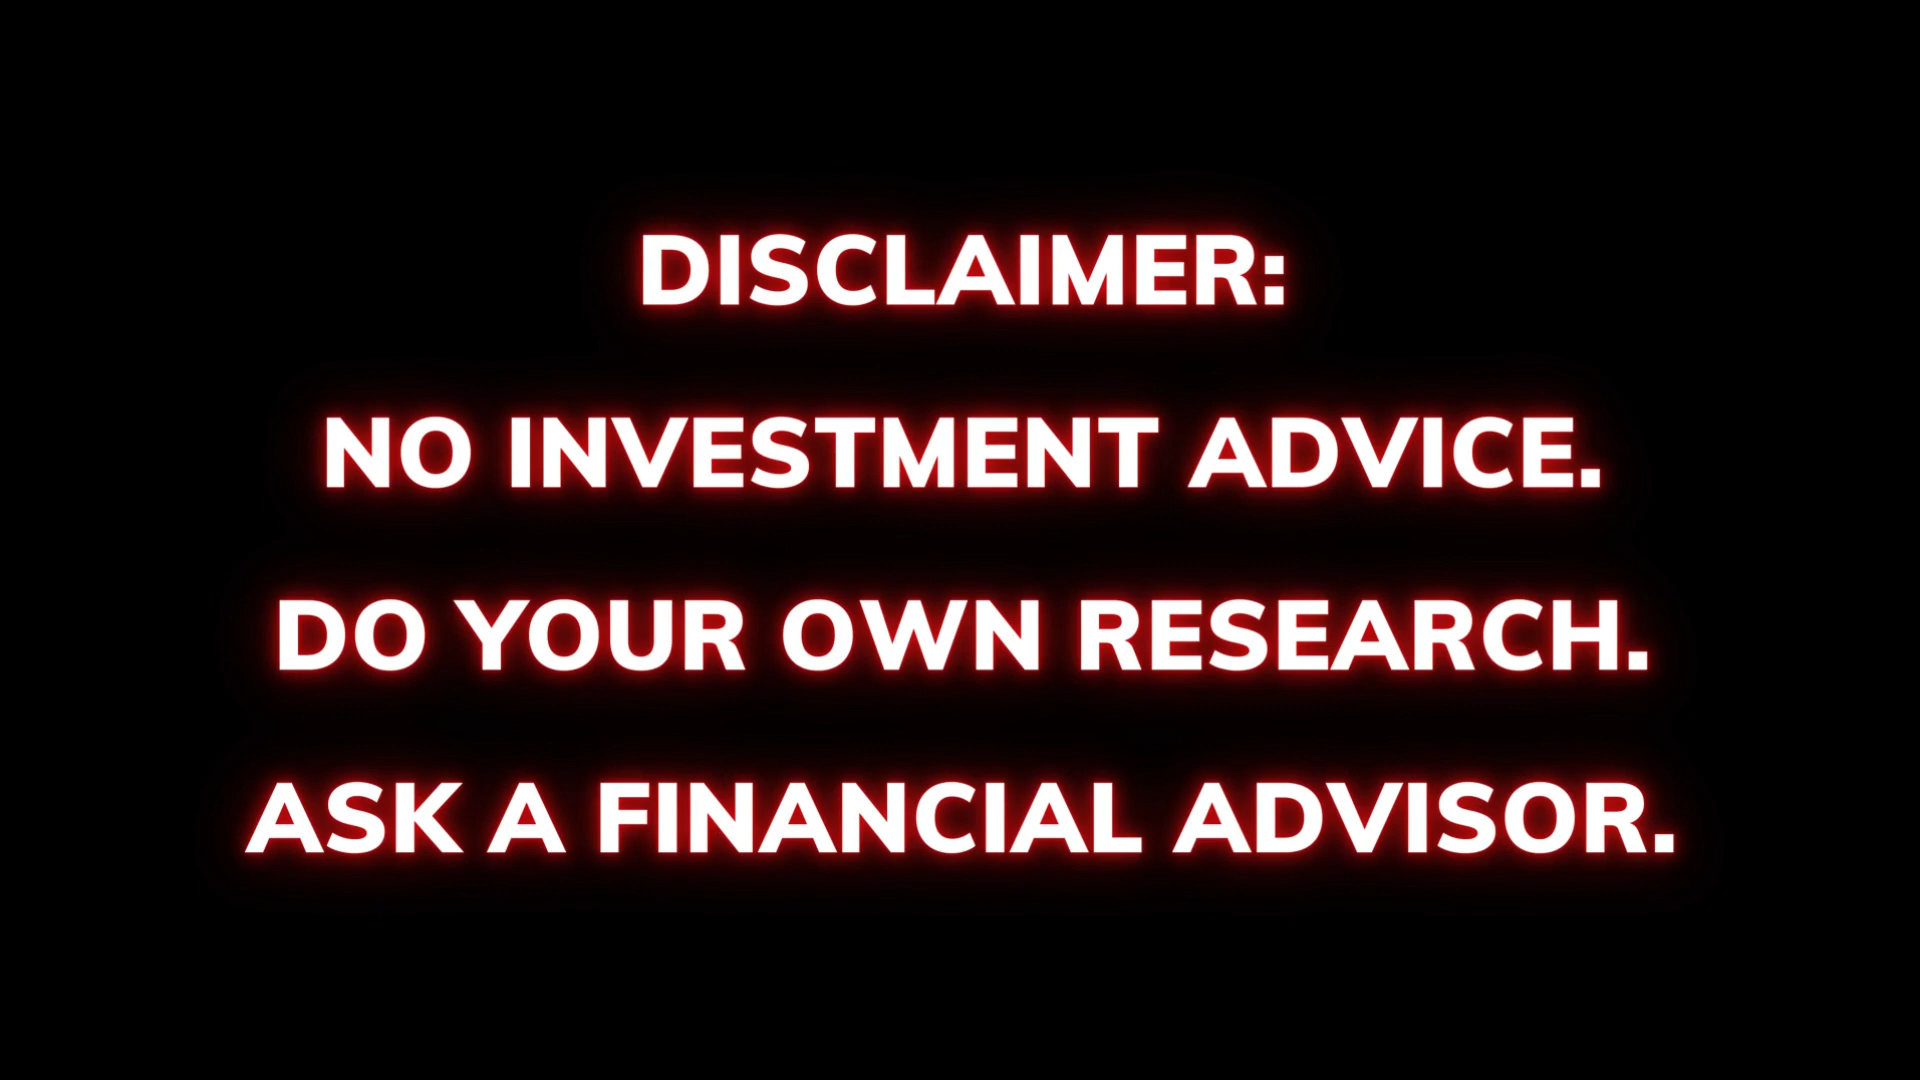 DISCLAIMER:
NO INVESTMENT ADVICE.
DO YOUR OWN RESEARCH.
ASK A FINANCIAL ADVISOR.